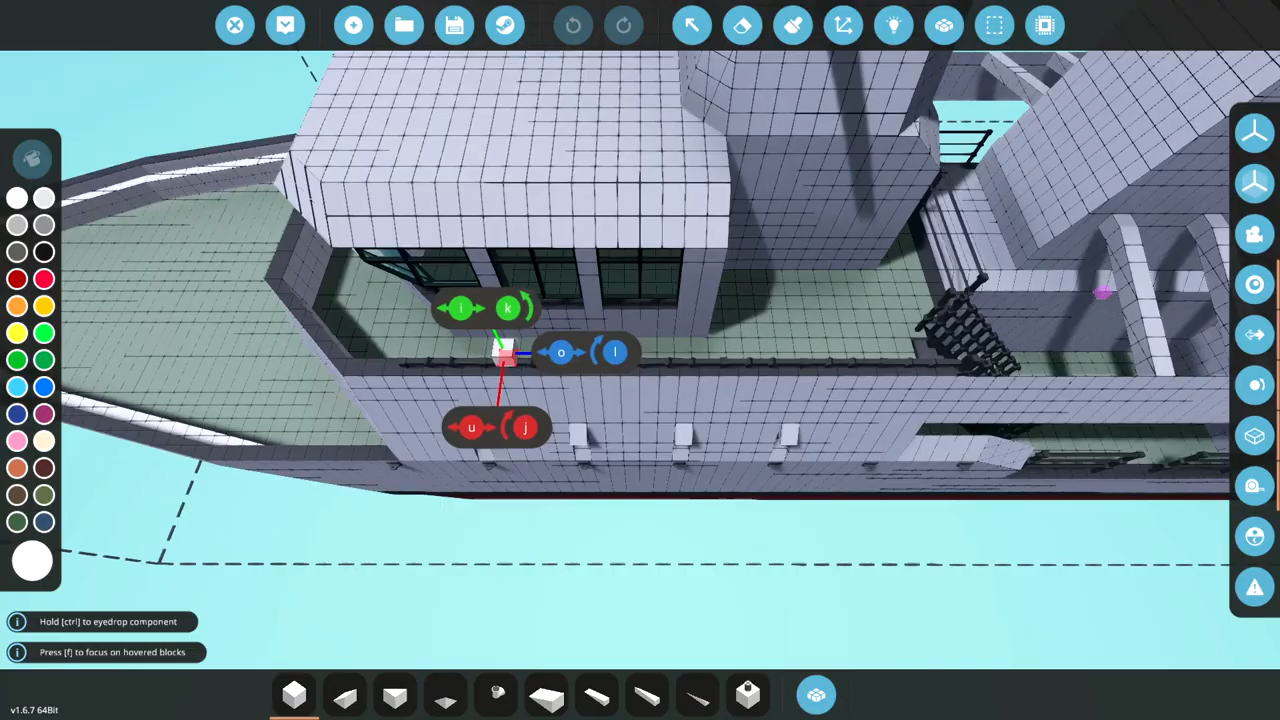 i k
o l
u j
Hold [ctrl] to eyedrop component
Press [f] to focus on hovered blocks
v1.6.7 64Bit